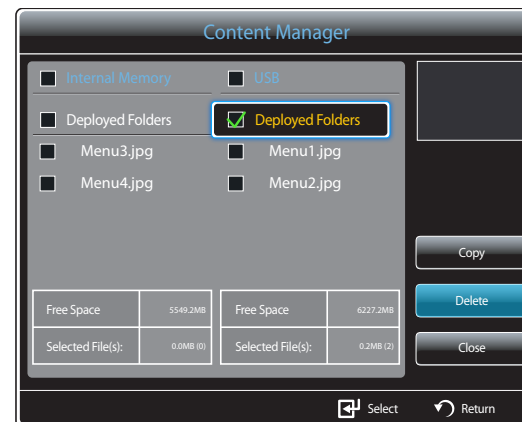 Content Manager
Internal Memory
USB
Deployed Folders
Deployed Folders
Menu3.jpg
Menu1.jpg
Menu4.jpg
Menu2.jpg
Copy
Free Space 5549.2MB
Free Space 6227.2MB
Delete
Selected File(s): 0.0MB (0)
Selected File(s): 0.2MB (2)
Close
Select
Return